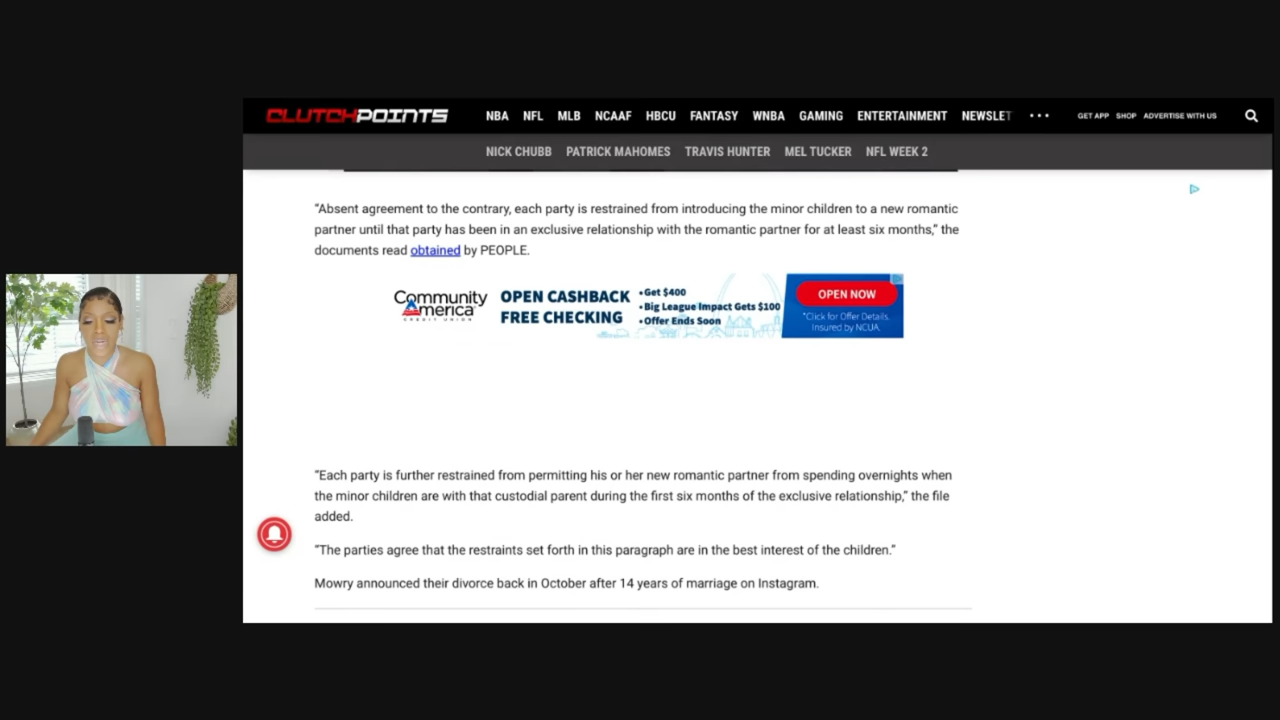 CLUTCHPOINTS NBA NFL MLB NCAAF HBCU FANTASY WNBA GAMING ENTERTAINMENT NEWSLET ••• GET APP SHOP ADVERTISE WITH US
NICK CHUBB PATRICK MAHOMES TRAVIS HUNTER MEL TUCKER NFL WEEK 2
“Absent agreement to the contrary, each party is restrained from introducing the minor children to a new romantic
partner until that party has been in an exclusive relationship with the romantic partner for at least six months,” the
documents read obtained by PEOPLE.
Community
America
CREDIT UNION
OPEN CASHBACK
FREE CHECKING
•Get $400
•Big League Impact Gets $100
•Offer Ends Soon
OPEN NOW
*Click for Offer Details.
Insured by NCUA.
“Each party is further restrained from permitting his or her new romantic partner from spending overnights when
the minor children are with that custodial parent during the first six months of the exclusive relationship,” the file
added.
“The parties agree that the restraints set forth in this paragraph are in the best interest of the children.”
Mowry announced their divorce back in October after 14 years of marriage on Instagram.